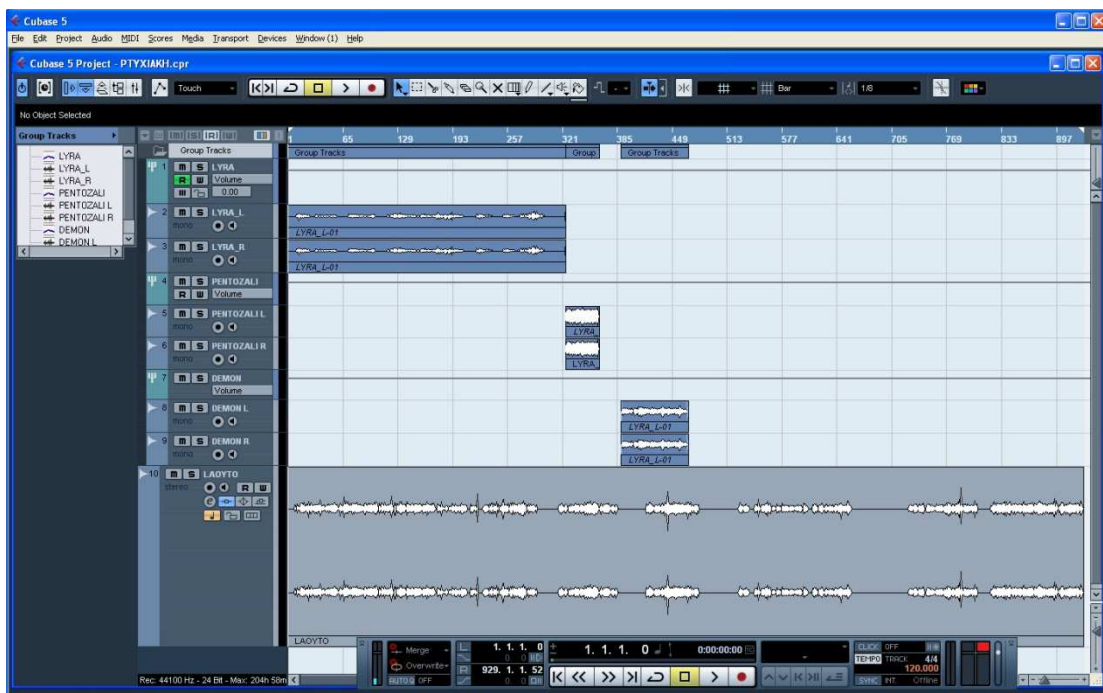 Cubase 5
File Edit Project Audio MIDI Scores Media Transport Devices Window (1) Help
Cubase 5 Project - PTYXIAKH.cpr
Touch
Bar
1/8
No Object Selected
Group Tracks
LYRA
LYRA_L
LYRA_R
PENTOZALI
PENTOZALI L
PENTOZALI R
DEMON
DEMON L
Group Tracks
1 65 129 193 257 321 385 449 513 577 641 705 769 833 897
Group Tracks Group Group Tracks
1 m S LYRA
R W Volume
0.00
2 m S LYRA_L
mono
LYRA_L-01
3 m S LYRA_R
mono
LYRA_L-01
4 m S PENTOZALI
R W Volume
5 m S PENTOZALI L
mono
LYRA_
6 m S PENTOZALI R
mono
LYRA_
7 m S DEMON
Volume
8 m S DEMON L
mono
LYRA_L-01
9 m S DEMON R
mono
LYRA_L-01
10 m S LAOYTO
stereo R W
LAOYTO
Merge
Overwrite
AUTO Q OFF
L 1. 1. 1. 0
R 929. 1. 1. 52
1. 1. 1. 0
0:00:00:00
CLICK OFF
TEMPO TRACK 4/4
120.000
SYNC INT. Offline
Rec: 44100 Hz - 24 Bit - Max: 204h 58m